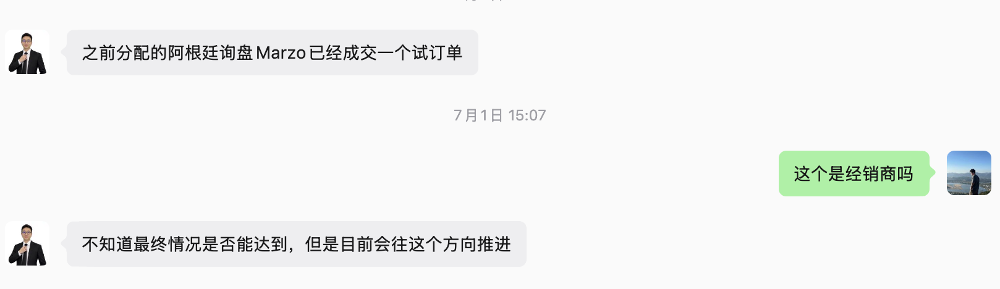 之前分配的阿根廷询盘Marzo已经成交一个试订单
7月1日 15:07
这个是经销商吗
不知道最终情况是否能达到，但是目前会往这个方向推进